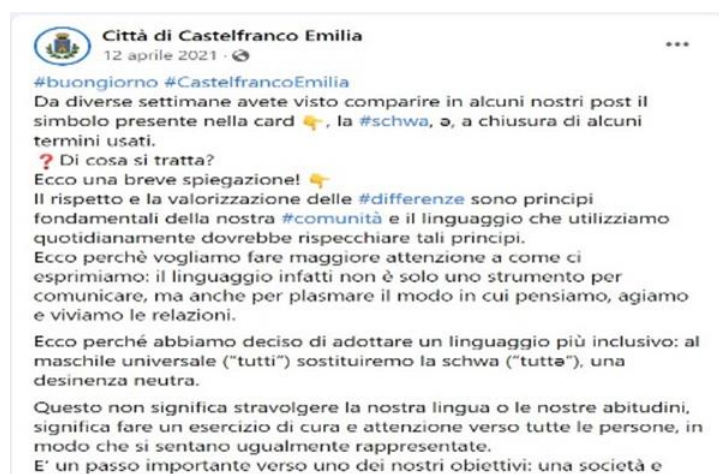 Città di Castelfranco Emilia
12 aprile 2021
#buongiorno #CastelfrancoEmilia
Da diverse settimane avete visto comparire in alcuni nostri post il
simbolo presente nella card 👇, la #schwa, ə, a chiusura di alcuni
termini usati.
❓ Di cosa si tratta?
Ecco una breve spiegazione! 👇
Il rispetto e la valorizzazione delle #differenze sono principi
fondamentali della nostra #comunità e il linguaggio che utilizziamo
quotidianamente dovrebbe rispecchiare tali principi.
Ecco perchè vogliamo fare maggiore attenzione a come ci
esprimiamo: il linguaggio infatti non è solo uno strumento per
comunicare, ma anche per plasmare il modo in cui pensiamo, agiamo
e viviamo le relazioni.
Ecco perché abbiamo deciso di adottare un linguaggio più inclusivo: al
maschile universale ("tutti") sostituiremo la schwa ("tuttə"), una
desinenza neutra.
Questo non significa stravolgere la nostra lingua o le nostre abitudini,
significa fare un esercizio di cura e attenzione verso tutte le persone, in
modo che si sentano ugualmente rappresentate.
E' un passo importante verso uno dei nostri obiettivi: una società e